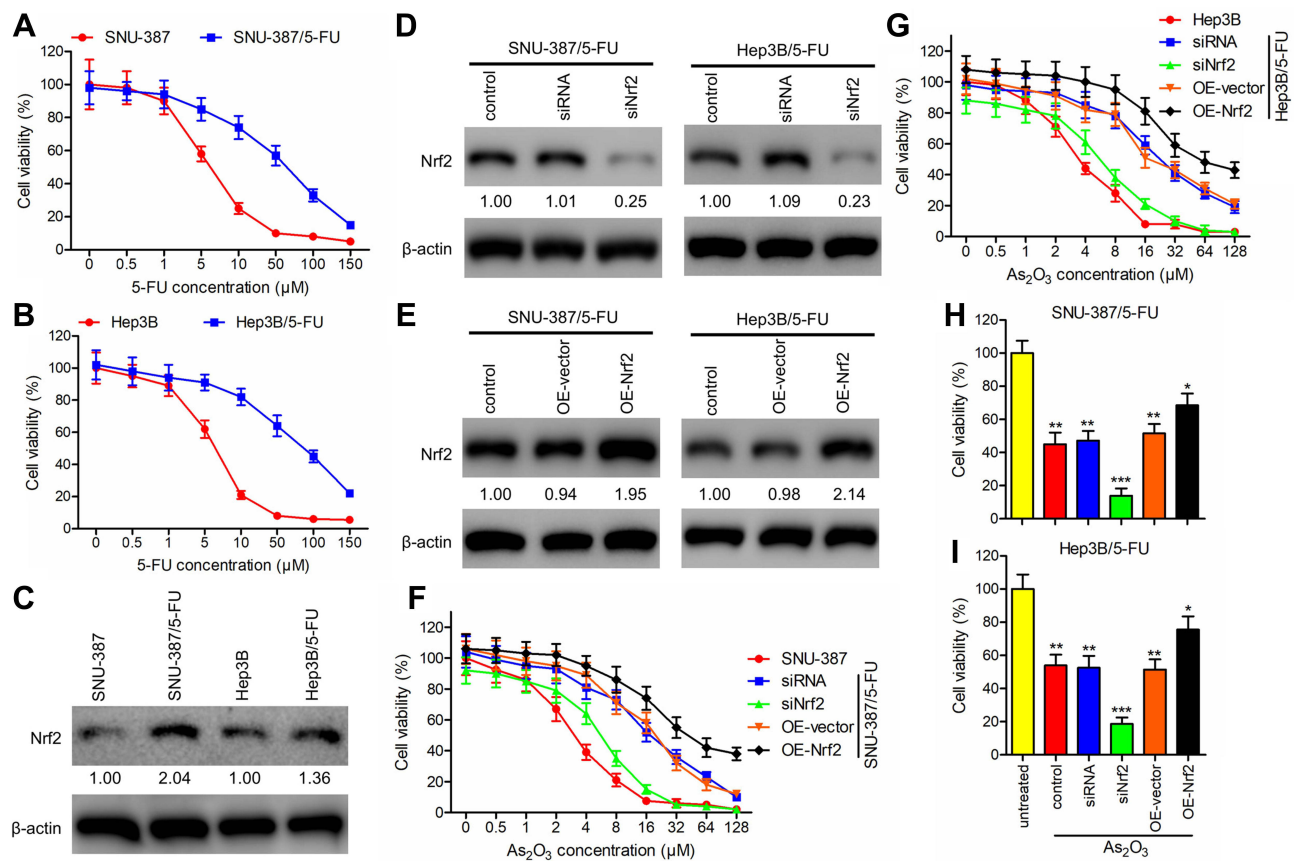 A
SNU-387
SNU-387/5-FU
Cell viability (%)
120
100
80
60
40
20
0
0 0.5 1 5 10 50 100 150
5-FU concentration (μM)
B
Hep3B
Hep3B/5-FU
Cell viability (%)
120
100
80
60
40
20
0
0 0.5 1 5 10 50 100 150
5-FU concentration (μM)
C
SNU-387
SNU-387/5-FU
Hep3B
Hep3B/5-FU
Nrf2
1.00 2.04 1.00 1.36
β-actin
D
SNU-387/5-FU
Hep3B/5-FU
control
siRNA
siNrf2
control
siRNA
siNrf2
Nrf2
1.00 1.01 0.25 1.00 1.09 0.23
β-actin
E
SNU-387/5-FU
Hep3B/5-FU
control
OE-vector
OE-Nrf2
control
OE-vector
OE-Nrf2
Nrf2
1.00 0.94 1.95 1.00 0.98 2.14
β-actin
F
Cell viability (%)
120
100
80
60
40
20
0
0 0.5 1 2 4 8 16 32 64 128
As₂O₃ concentration (μM)
SNU-387
siRNA
siNrf2
OE-vector
OE-Nrf2
SNU-387/5-FU
G
Hep3B
siRNA
siNrf2
OE-vector
OE-Nrf2
Hep3B/5-FU
Cell viability (%)
120
100
80
60
40
20
0
0 0.5 1 2 4 8 16 32 64 128
As₂O₃ concentration (μM)
H
SNU-387/5-FU
Cell viability (%)
120
100
80
60
40
20
0
** ** *** ** *
I
Hep3B/5-FU
Cell viability (%)
120
100
80
60
40
20
0
** ** *** ** *
untreated
control
siRNA
siNrf2
OE-vector
OE-Nrf2
As₂O₃